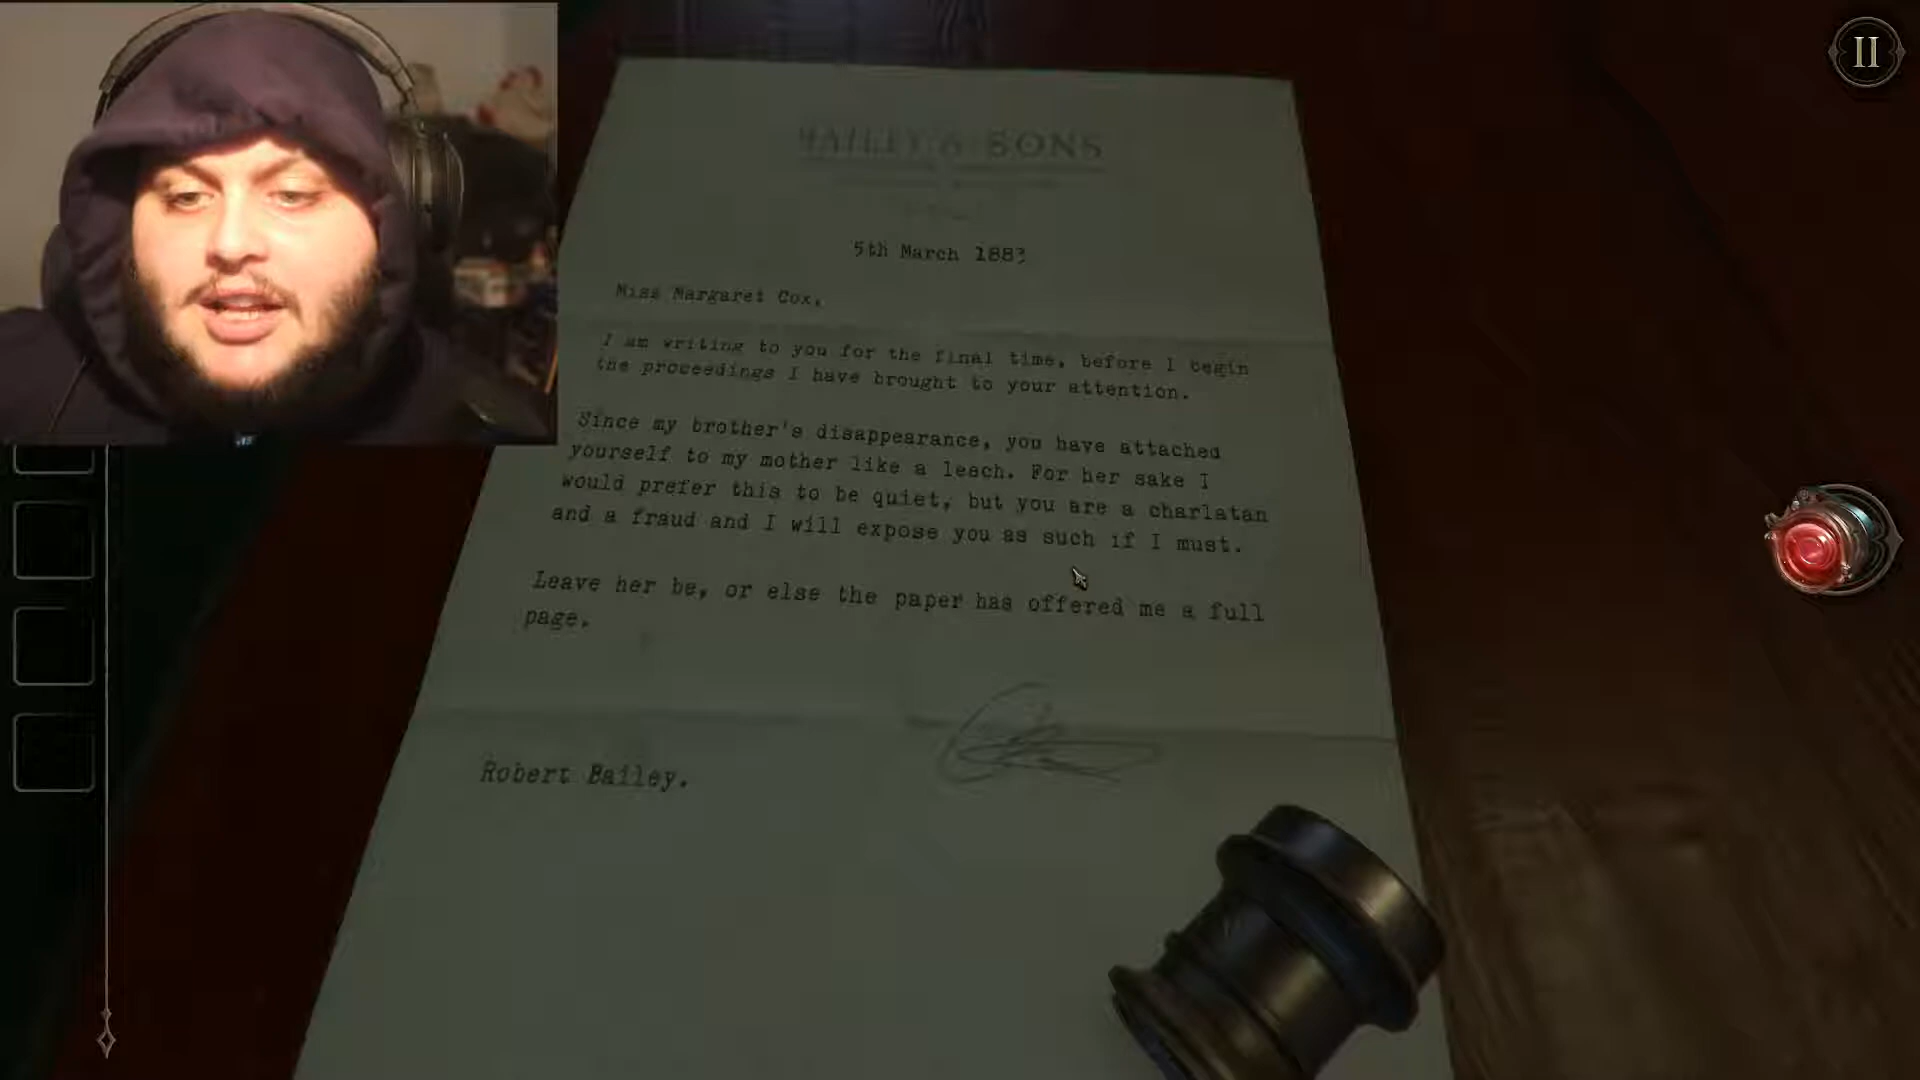 BAILEY & SONS
5th March 1883
Miss Margaret Cox,
I am writing to you for the final time, before I begin
the proceedings I have brought to your attention.
Since my brother's disappearance, you have attached
yourself to my mother like a leach. For her sake I
would prefer this to be quiet, but you are a charlatan
and a fraud and I will expose you as such if I must.
Leave her be, or else the paper has offered me a full
page.
Robert Bailey.